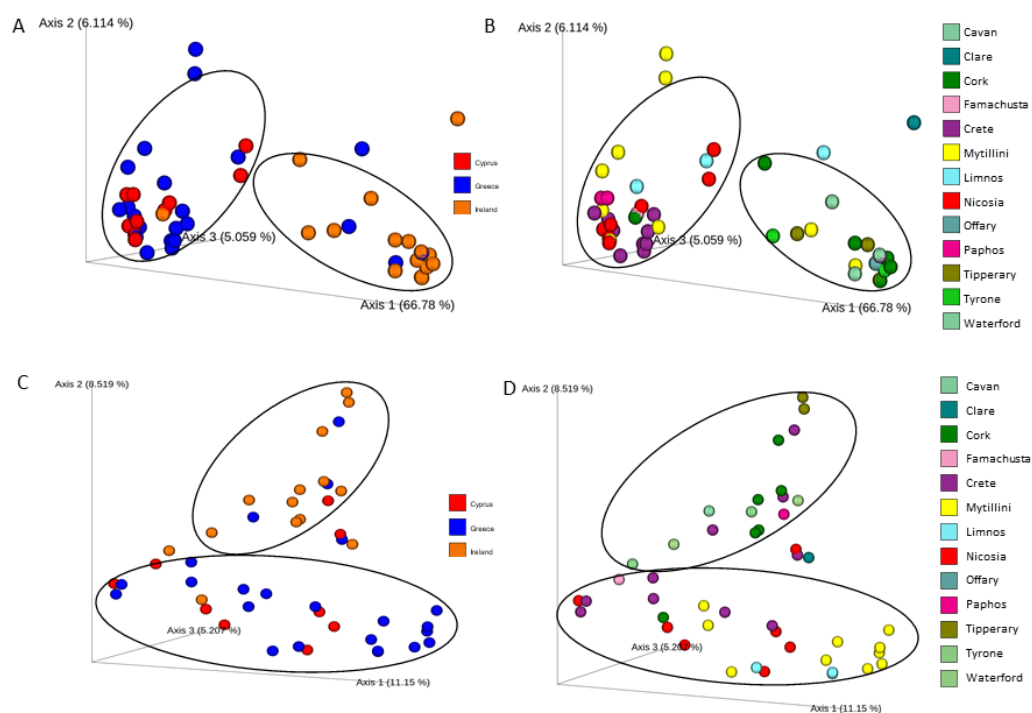 A
Axis 2 (6.114 %)
Axis 3 (5.059 %)
Axis 1 (66.78 %)
Cyprus
Greece
Ireland
B
Axis 2 (6.114 %)
Axis 3 (5.059 %)
Axis 1 (66.78 %)
Cavan
Clare
Cork
Famachusta
Crete
Mytillini
Limnos
Nicosia
Offary
Paphos
Tipperary
Tyrone
Waterford
C
Axis 2 (8.519 %)
Axis 3 (5.207 %)
Axis 1 (11.15 %)
Cyprus
Greece
Ireland
D
Axis 2 (8.519 %)
Axis 3 (5.207 %)
Axis 1 (11.15 %)
Cavan
Clare
Cork
Famachusta
Crete
Mytillini
Limnos
Nicosia
Offary
Paphos
Tipperary
Tyrone
Waterford